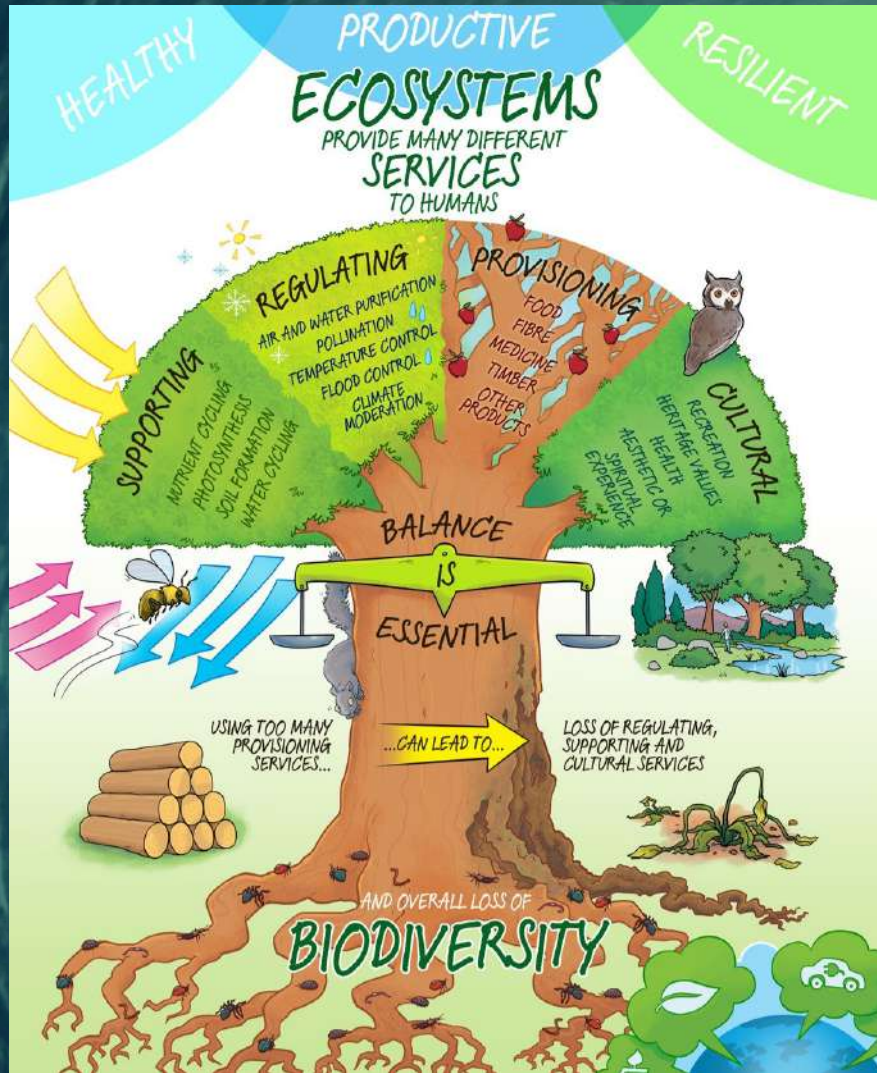 HEALTHY
PRODUCTIVE
RESILIENT
ECOSYSTEMS
PROVIDE MANY DIFFERENT
SERVICES
TO HUMANS
SUPPORTING
NUTRIENT CYCLING
PHOTOSYNTHESIS
SOIL FORMATION
WATER CYCLING
REGULATING
AIR AND WATER PURIFICATION
POLLINATION
TEMPERATURE CONTROL
FLOOD CONTROL
CLIMATE
MODERATION
PROVISIONING
FOOD
FIBRE
MEDICINE
TIMBER
OTHER
PRODUCTS
CULTURAL
RECREATION
HERITAGE VALUES
HEALTH
AESTHETIC OR
SPIRITUAL
EXPERIENCE
BALANCE
IS
ESSENTIAL
USING TOO MANY
PROVISIONING
SERVICES...
...CAN LEAD TO...
LOSS OF REGULATING,
SUPPORTING AND
CULTURAL SERVICES
AND OVERALL LOSS OF
BIODIVERSITY